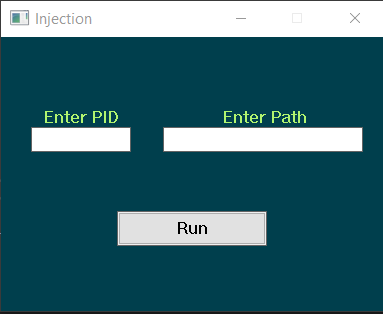 Injection
Enter PID
Enter Path
Run